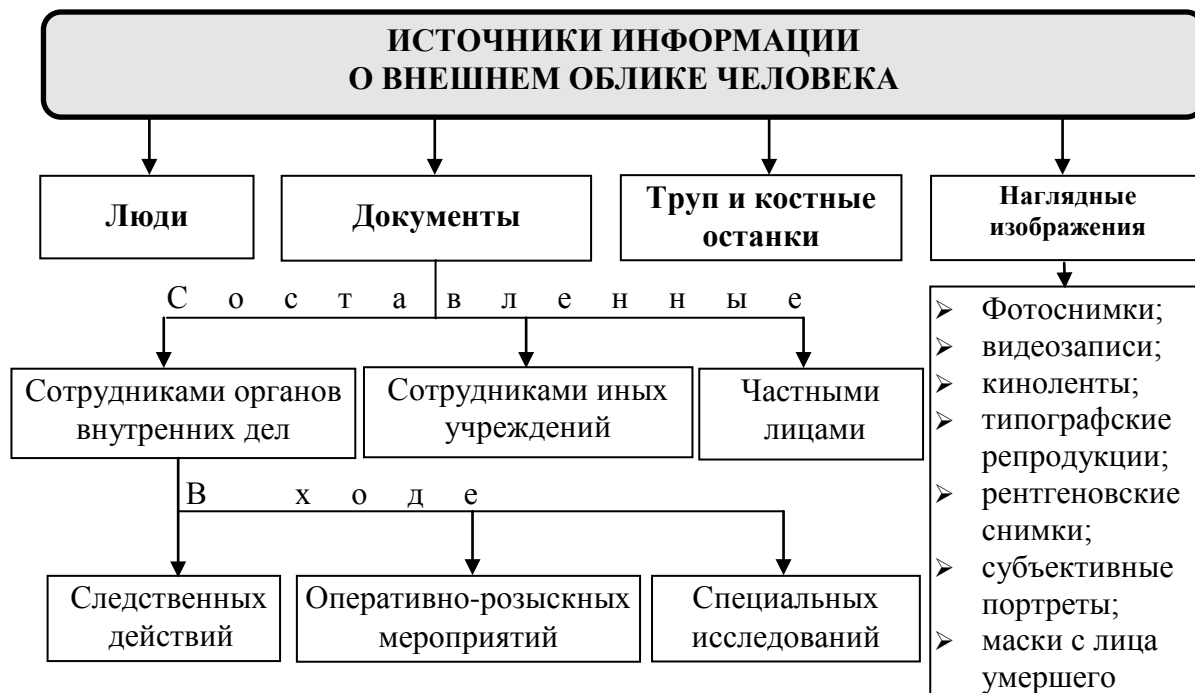 ИСТОЧНИКИ ИНФОРМАЦИИ
О ВНЕШНЕМ ОБЛИКЕ ЧЕЛОВЕКА
Люди
Документы
Труп и костные
останки
Наглядные
изображения
Составленные
Сотрудниками органов
внутренних дел
Сотрудниками иных
учреждений
Частными
лицами
В ходе
Следственных
действий
Оперативно-розыскных
мероприятий
Специальных
исследований
➢ Фотоснимки;
➢ видеозаписи;
➢ киноленты;
➢ типографские
репродукции;
➢ рентгеновские
снимки;
➢ субъективные
портреты;
➢ маски с лица
умершего